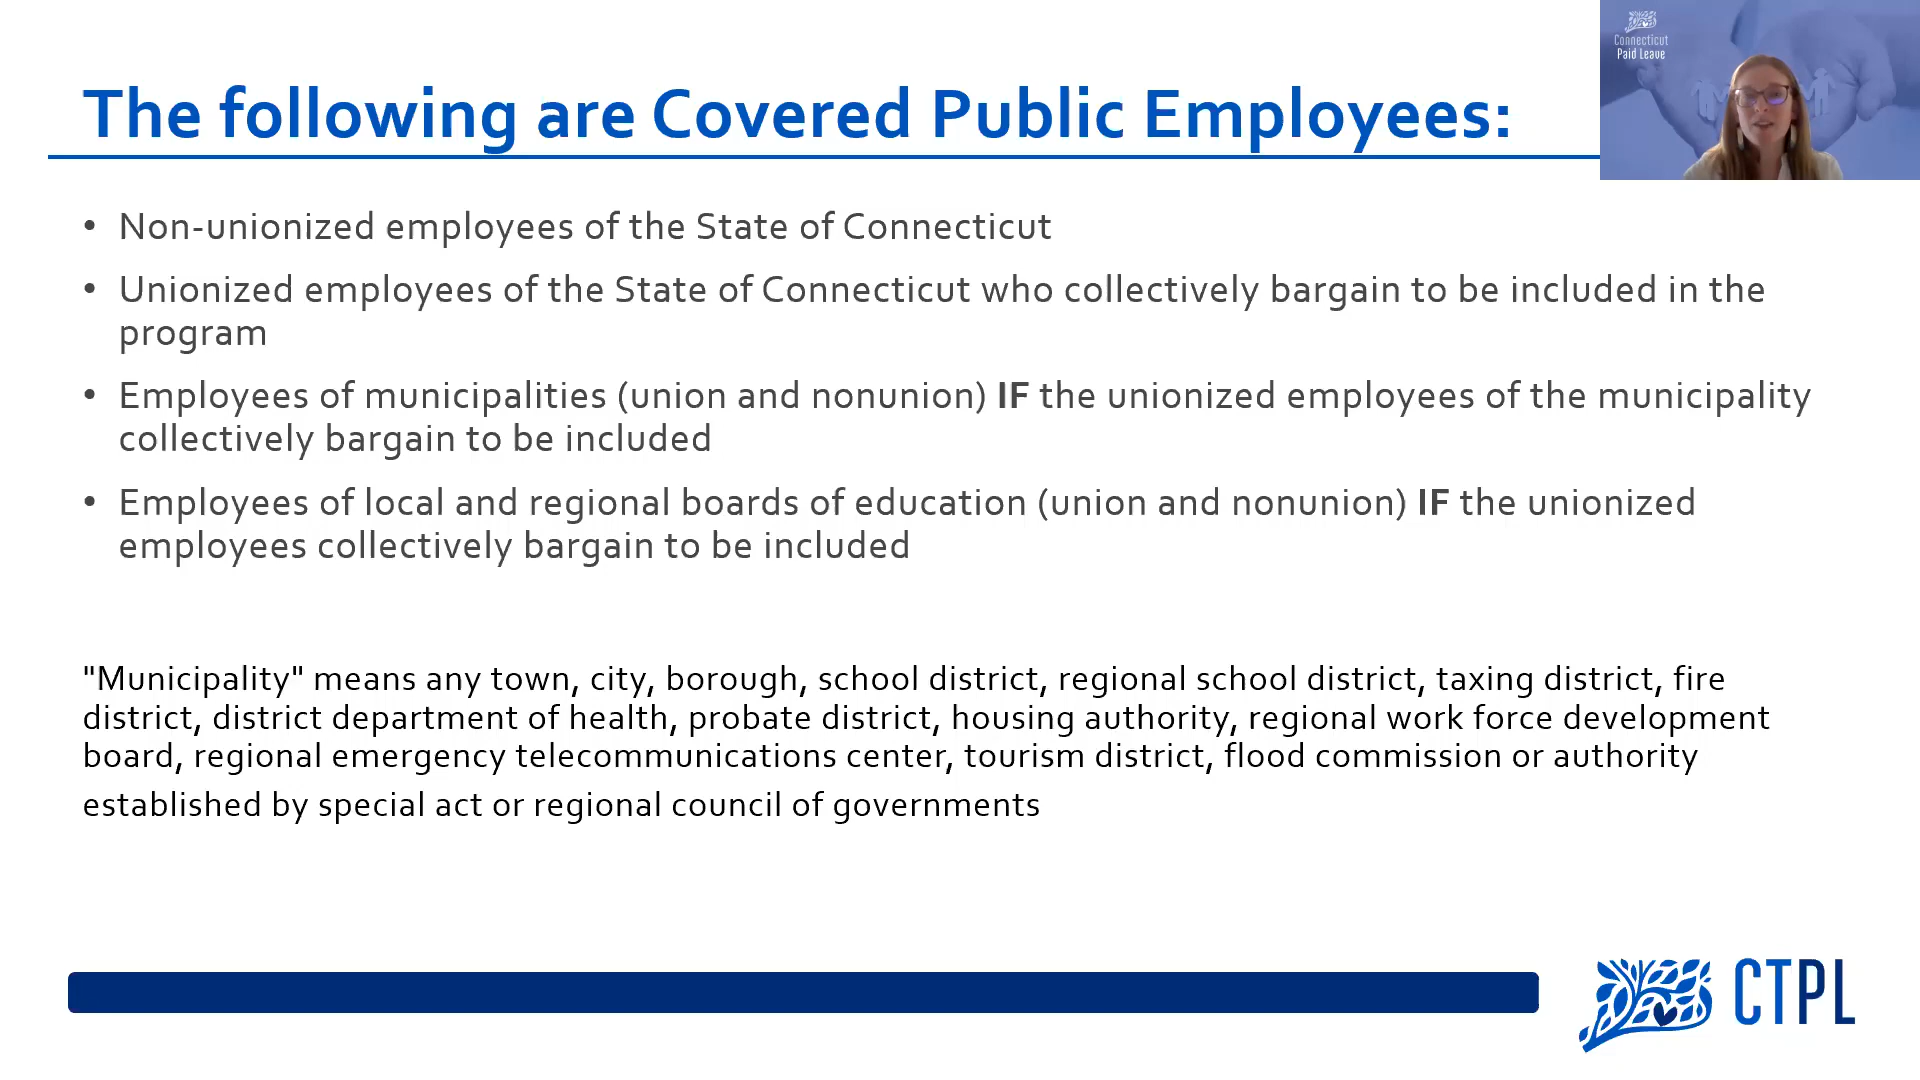 Connecticut
Paid Leave
The following are Covered Public Employees:
• Non-unionized employees of the State of Connecticut
• Unionized employees of the State of Connecticut who collectively bargain to be included in the
program
• Employees of municipalities (union and nonunion) IF the unionized employees of the municipality
collectively bargain to be included
• Employees of local and regional boards of education (union and nonunion) IF the unionized
employees collectively bargain to be included
"Municipality" means any town, city, borough, school district, regional school district, taxing district, fire
district, district department of health, probate district, housing authority, regional work force development
board, regional emergency telecommunications center, tourism district, flood commission or authority
established by special act or regional council of governments
CTPL